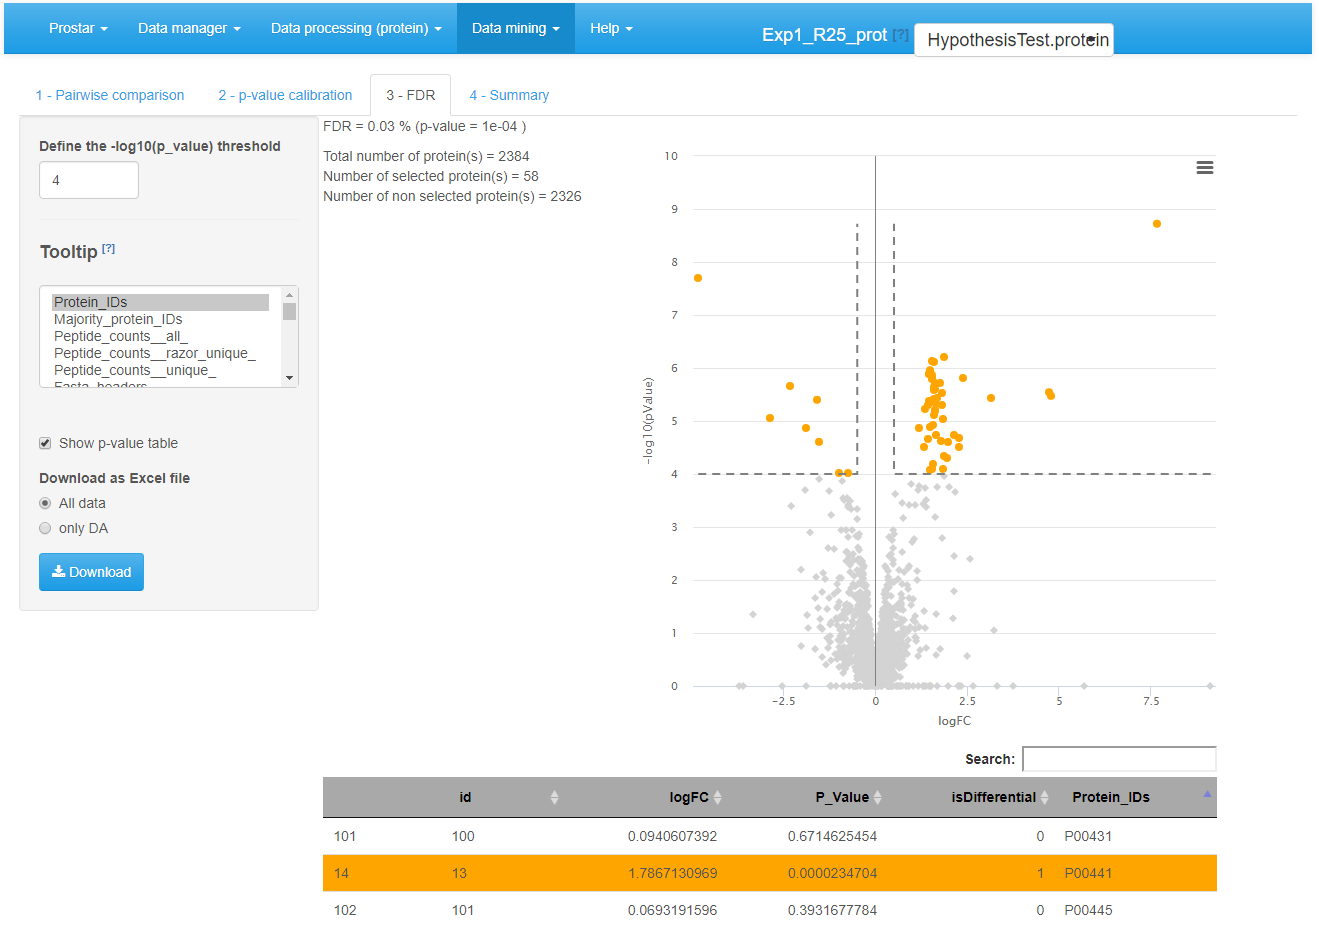 Prostar Data manager Data processing (protein) Data mining Help Exp1_R25_prot [?] HypothesisTest.protein
1 - Pairwise comparison 2 - p-value calibration 3 - FDR 4 - Summary
Define the -log10(p_value) threshold
4
Tooltip [?]
Protein_IDs
Majority_protein_IDs
Peptide_counts__all_
Peptide_counts__razor_unique_
Peptide_counts__unique_
Fasta_headers
Show p-value table
Download as Excel file
All data
only DA
Download
FDR = 0.03 % (p-value = 1e-04 )
Total number of protein(s) = 2384
Number of selected protein(s) = 58
Number of non selected protein(s) = 2326
10
9
8
7
6
5
4
3
2
1
0
-log10(pValue)
−2.5 0 2.5 5 7.5
logFC
Search:
id logFC P_Value isDifferential Protein_IDs
101 100 0.0940607392 0.6714625454 0 P00431
14 13 1.7867130969 0.0000234704 1 P00441
102 101 0.0693191596 0.3931677784 0 P00445